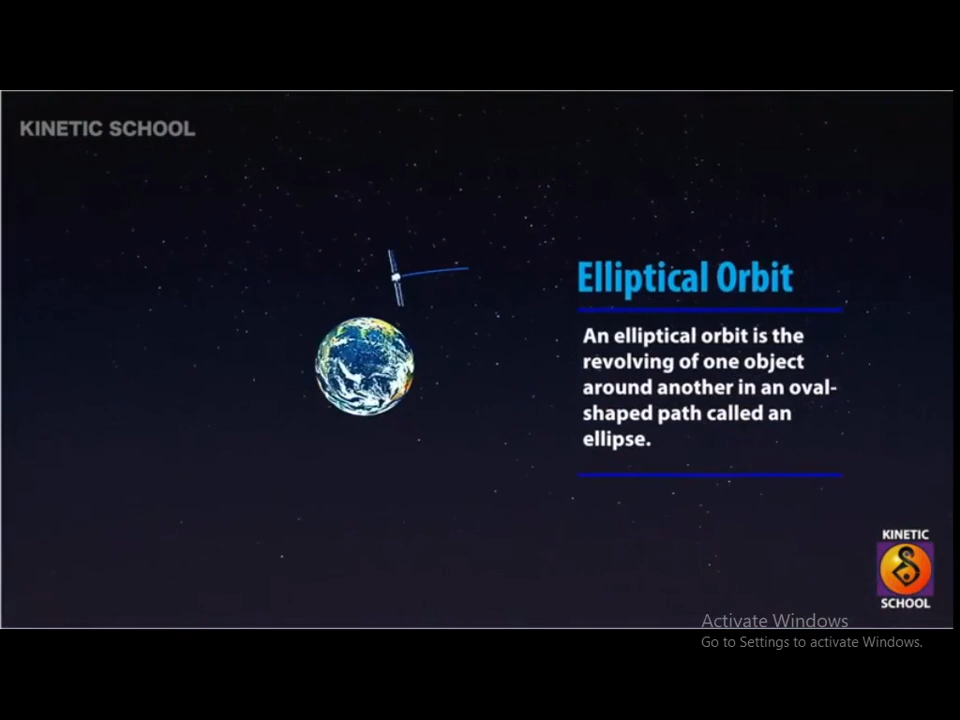 KINETIC SCHOOL
Elliptical Orbit
An elliptical orbit is the
revolving of one object
around another in an oval-
shaped path called an
ellipse.
KINETIC
SCHOOL
Activate Windows
Go to Settings to activate Windows.